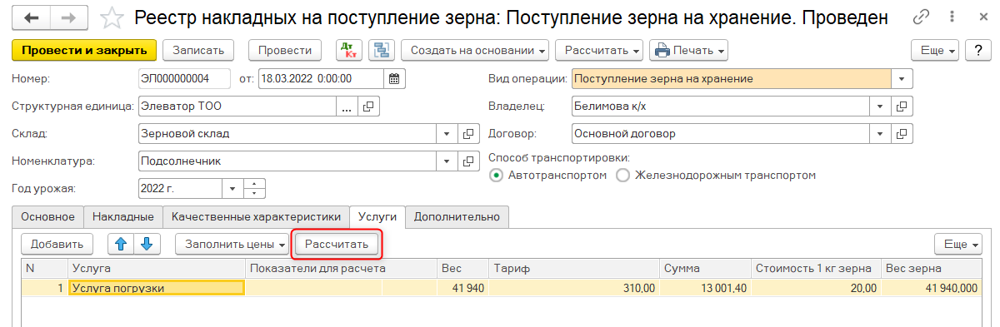 Реестр накладных на поступление зерна: Поступление зерна на хранение. Проведен
Провести и закрыть Записать Провести Дт Кт Создать на основании Рассчитать Печать Еще ?
Номер: ЭЛ000000004 от: 18.03.2022 0:00:00 Вид операции: Поступление зерна на хранение
Структурная единица: Элеватор ТОО ... Владелец: Белимова к/х
Склад: Зерновой склад Договор: Основной договор
Номенклатура: Подсолнечник Способ транспортировки:
Автотранспортом Железнодорожным транспортом
Год урожая: 2022 г.
Основное Накладные Качественные характеристики Услуги Дополнительно
Добавить Заполнить цены Рассчитать Еще
N Услуга Показатели для расчета Вес Тариф Сумма Стоимость 1 кг зерна Вес зерна
1 Услуга погрузки 41 940 310,00 13 001,40 20,00 41 940,000